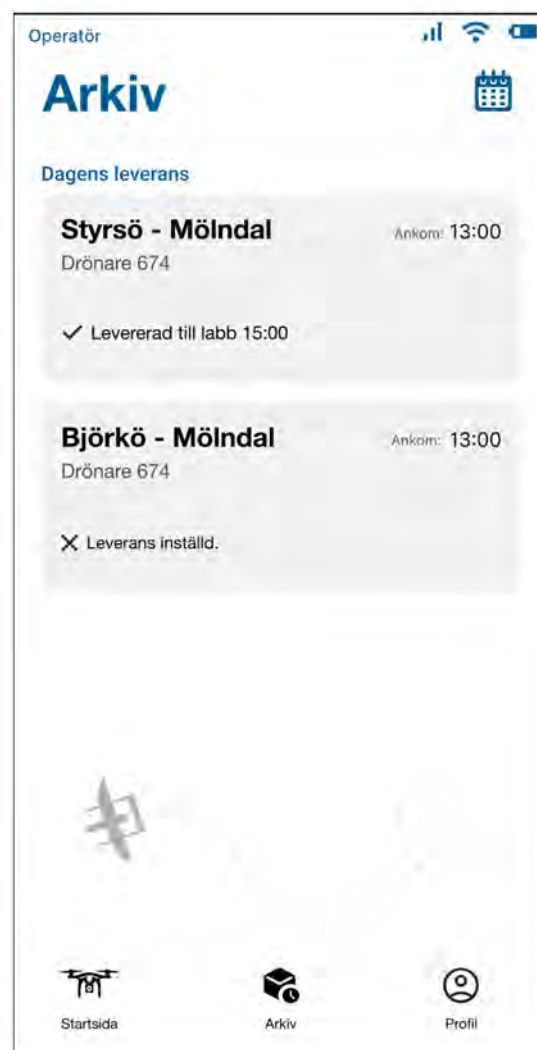 Operatör
Arkiv
Dagens leverans
Styrsö - Mölndal Ankom: 13:00
Drönare 674
Levererad till labb 15:00
Björkö - Mölndal Ankom: 13:00
Drönare 674
Leverans inställd.
Startsida Arkiv Profil